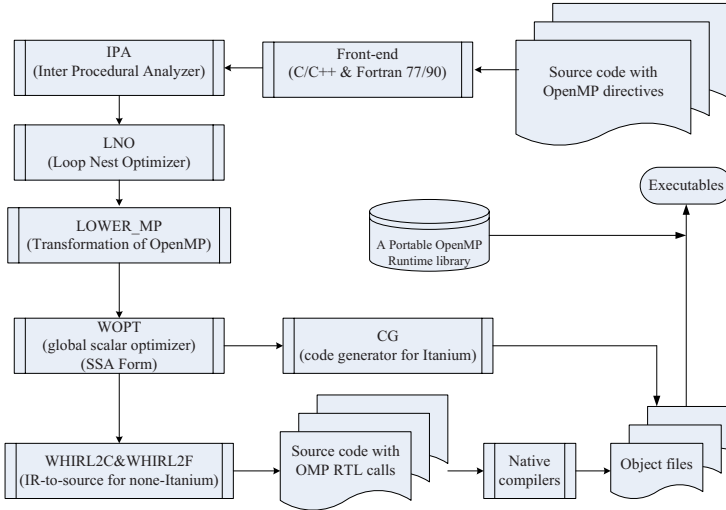 IPA
(Inter Procedural Analyzer)
Front-end
(C/C++ & Fortran 77/90)
Source code with
OpenMP directives
LNO
(Loop Nest Optimizer)
Executables
LOWER_MP
(Transformation of OpenMP)
A Portable OpenMP
Runtime library
WOPT
(global scalar optimizer)
(SSA Form)
CG
(code generator for Itanium)
WHIRL2C&WHIRL2F
(IR-to-source for none-Itanium)
Source code with
OMP RTL calls
Native
compilers
Object files